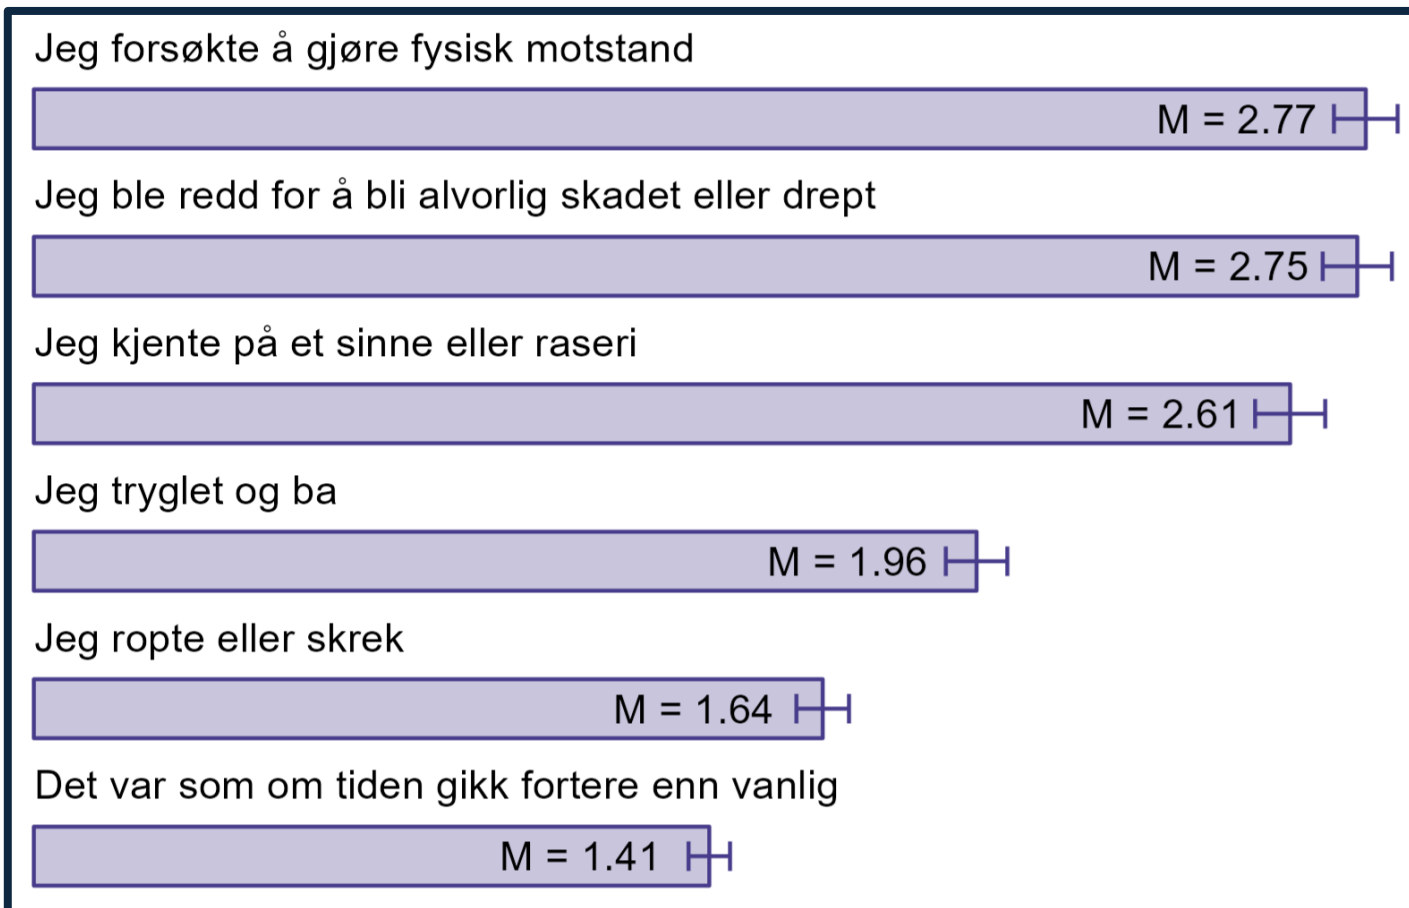 Jeg forsøkte å gjøre fysisk motstand
M = 2.77
Jeg ble redd for å bli alvorlig skadet eller drept
M = 2.75
Jeg kjente på et sinne eller raseri
M = 2.61
Jeg tryglet og ba
M = 1.96
Jeg ropte eller skrek
M = 1.64
Det var som om tiden gikk fortere enn vanlig
M = 1.41